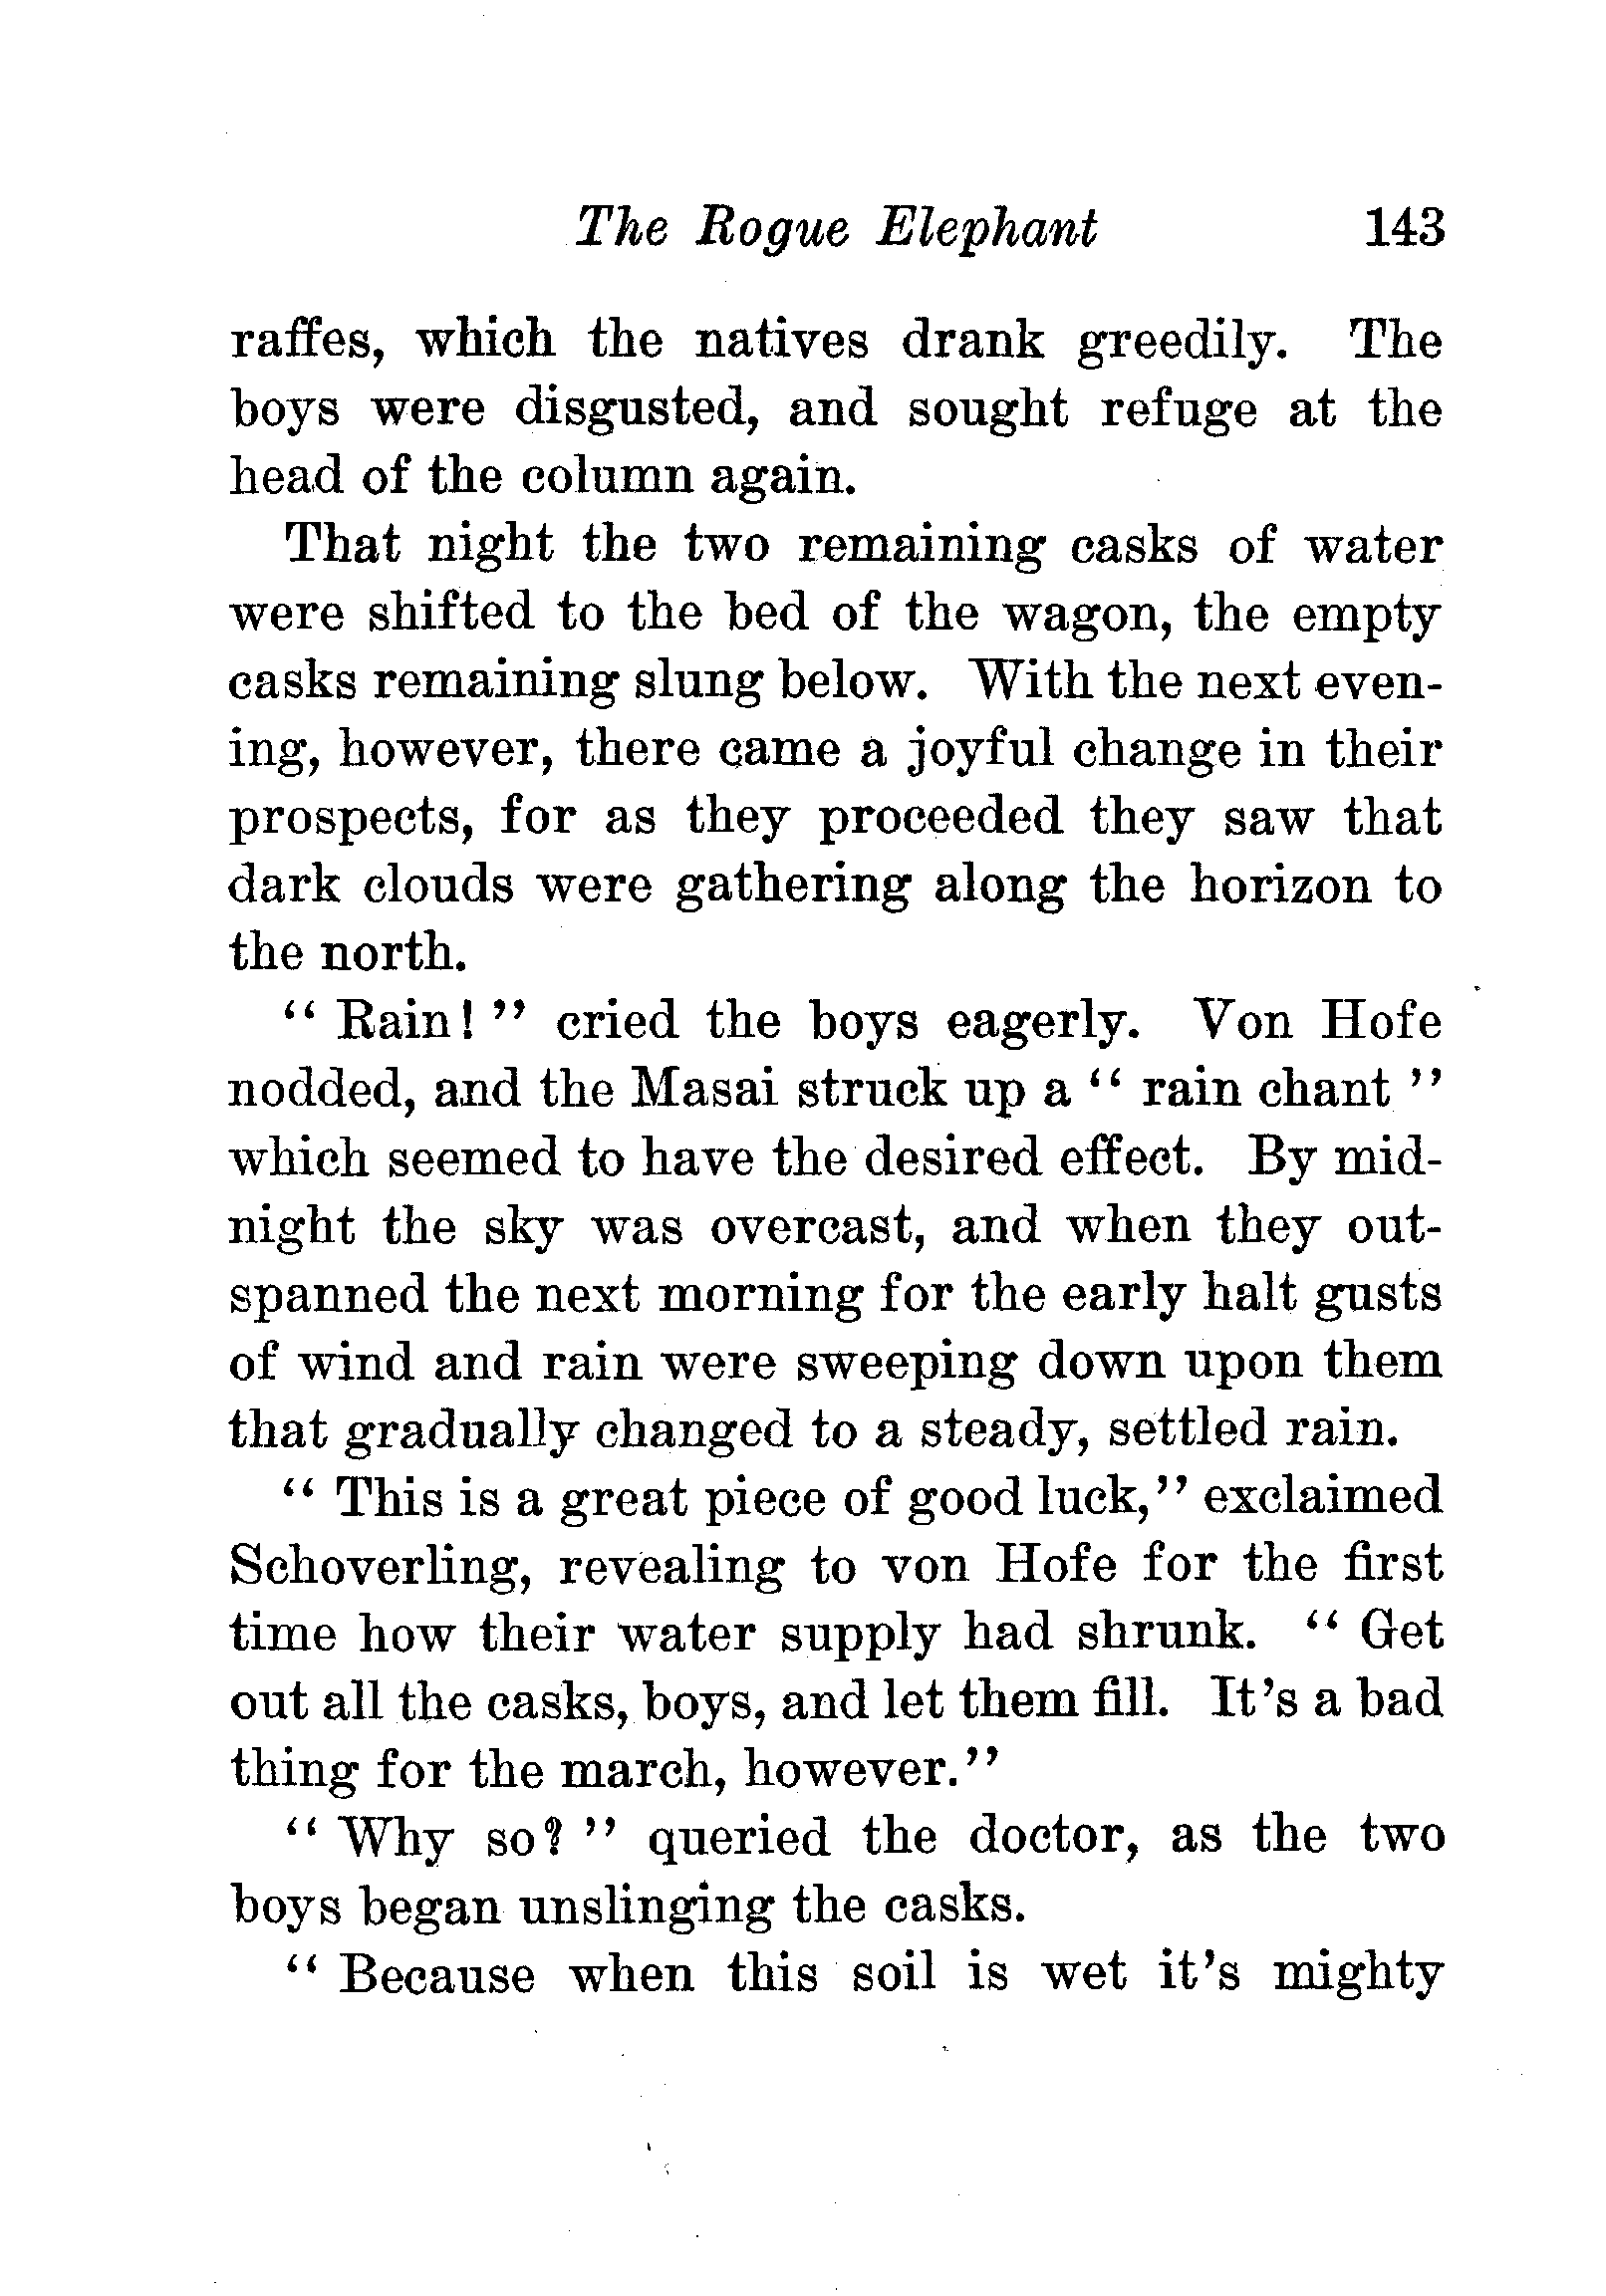 The Rogue Elephant 143
raffes, which the natives drank greedily. The
boys were disgusted, and sought refuge at the
head of the column again.
That night the two remaining casks of water
were shifted to the bed of the wagon, the empty
casks remaining slung below. With the next even-
ing, however, there came a joyful change in their
prospects, for as they proceeded they saw that
dark clouds were gathering along the horizon to
the north.
“ Rain! ” cried the boys eagerly. Von Hofe
nodded, and the Masai struck up a “ rain chant ”
which seemed to have the desired effect. By mid-
night the sky was overcast, and when they out-
spanned the next morning for the early halt gusts
of wind and rain were sweeping down upon them
that gradually changed to a steady, settled rain.
“ This is a great piece of good luck,” exclaimed
Schoverling, revealing to von Hofe for the first
time how their water supply had shrunk. “ Get
out all the casks, boys, and let them fill. It’s a bad
thing for the march, however.”
“ Why so? ” queried the doctor, as the two
boys began unslinging the casks.
“ Because when this soil is wet it’s mighty